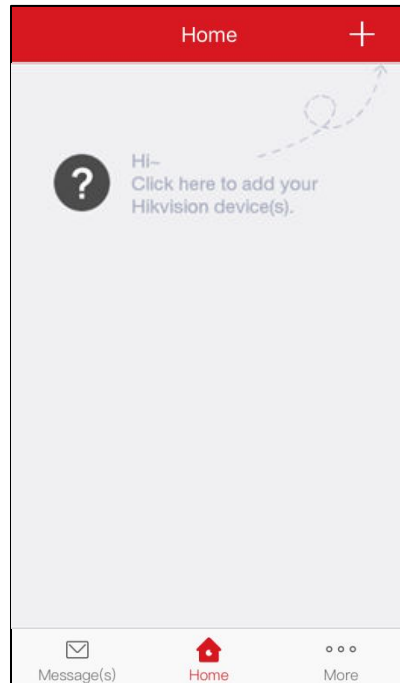 Home
Hi~
Click here to add your
Hikvision device(s).
Message(s)
Home
More